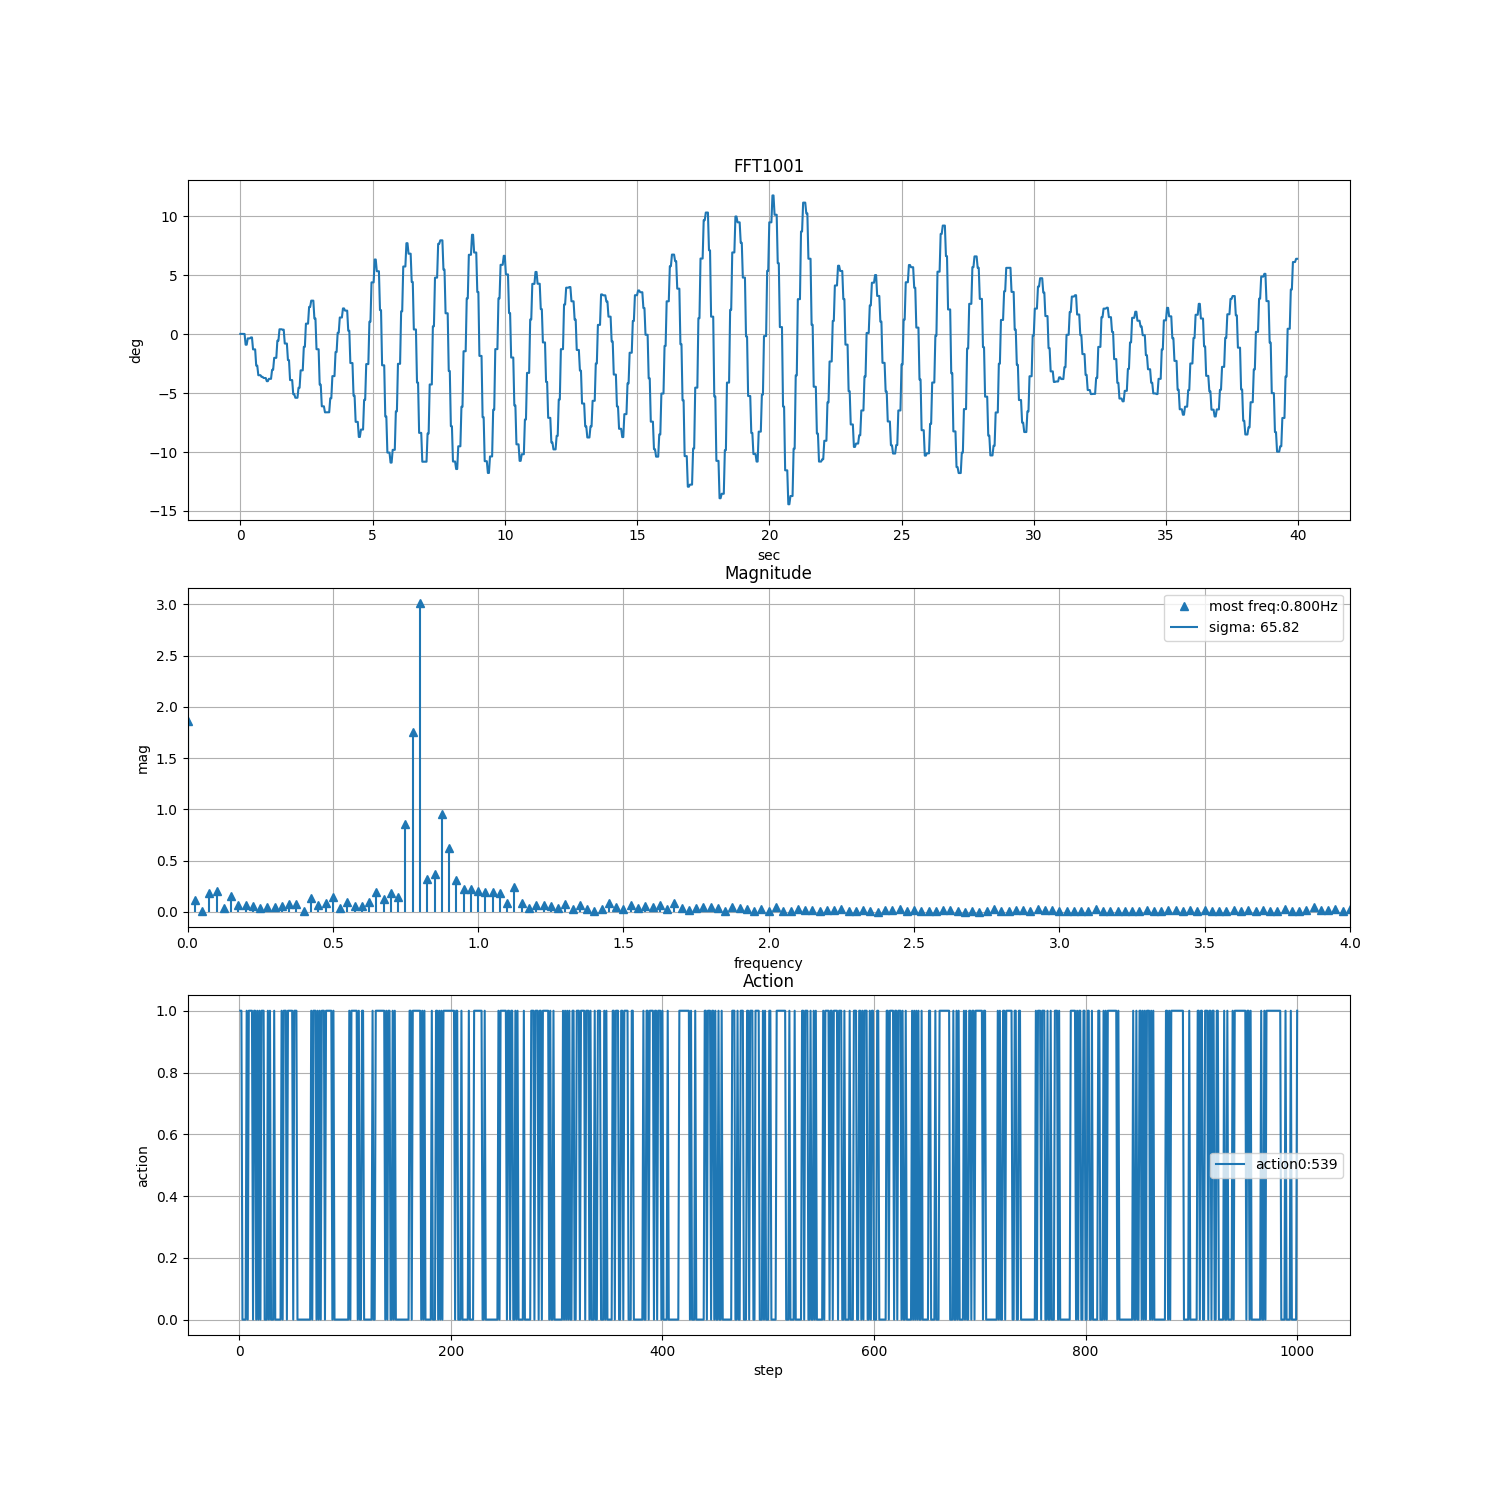 FFT1001
10
5
0
−5
−10
−15
deg
0 5 10 15 20 25 30 35 40
sec
Magnitude
most freq:0.800Hz
sigma: 65.82
3.0
2.5
2.0
1.5
1.0
0.5
0.0
mag
0.0 0.5 1.0 1.5 2.0 2.5 3.0 3.5 4.0
frequency
Action
1.0
0.8
0.6
0.4
0.2
0.0
action
action0:539
0 200 400 600 800 1000
step